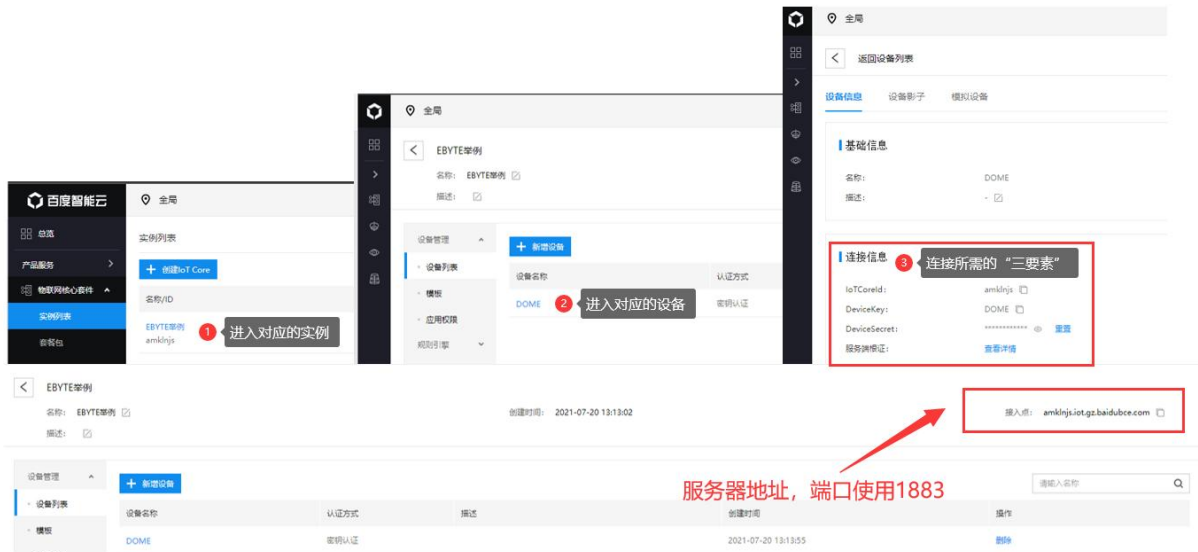 百度智能云
全局
总览
产品服务
物联网核心套件
实例列表
套餐包
实例列表
+ 创建IoT Core
名称/ID
EBYTE举例
amklnjs
1 进入对应的实例
全局
EBYTE举例
名称: EBYTE举例
描述:
设备管理
设备列表
模板
应用权限
规则引擎
+ 新增设备
设备名称
认证方式
DOME
密钥认证
2 进入对应的设备
全局
返回设备列表
设备信息 设备影子 模拟设备
基础信息
名称: DOME
描述: -
连接信息
3 连接所需的“三要素”
IoTCoreId: amklnjs
DeviceKey: DOME
DeviceSecret: ************ 重置
服务端根证: 查看详情
EBYTE举例
名称: EBYTE举例
创建时间: 2021-07-20 13:13:02
接入点: amklnjs.iot.gz.baidubce.com
描述:
服务器地址，端口使用1883
设备管理
设备列表
模板
+ 新增设备
请输入名称
设备名称 认证方式 描述 创建时间 操作
DOME 密钥认证 2021-07-20 13:13:55 删除